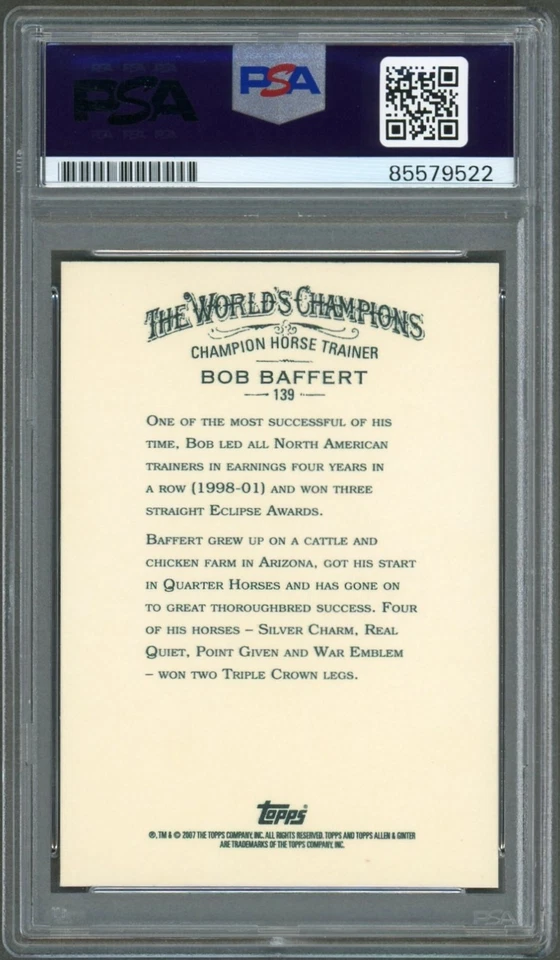 PSA
PSA
85579522
THE WORLD'S CHAMPIONS
CHAMPION HORSE TRAINER
BOB BAFFERT
139
ONE OF THE MOST SUCCESSFUL OF HIS
TIME, BOB LED ALL NORTH AMERICAN
TRAINERS IN EARNINGS FOUR YEARS IN
A ROW (1998-01) AND WON THREE
STRAIGHT ECLIPSE AWARDS.
BAFFERT GREW UP ON A CATTLE AND
CHICKEN FARM IN ARIZONA, GOT HIS START
IN QUARTER HORSES AND HAS GONE ON
TO GREAT THOROUGHBRED SUCCESS. FOUR
OF HIS HORSES – SILVER CHARM, REAL
QUIET, POINT GIVEN AND WAR EMBLEM
– WON TWO TRIPLE CROWN LEGS.
Topps
®, TM & © 2007 THE TOPPS COMPANY, INC. ALL RIGHTS RESERVED. TOPPS AND TOPPS ALLEN & GINTER
ARE TRADEMARKS OF THE TOPPS COMPANY, INC.
PSA